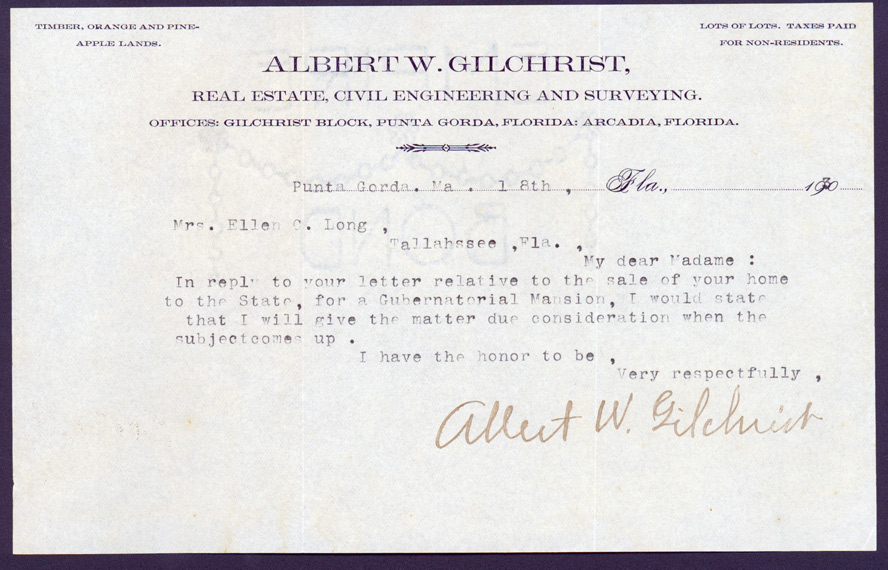 TIMBER, ORANGE AND PINE-
APPLE LANDS.
LOTS OF LOTS. TAXES PAID
FOR NON-RESIDENTS.
ALBERT W. GILCHRIST,
REAL ESTATE, CIVIL ENGINEERING AND SURVEYING.
OFFICES: GILCHRIST BLOCK, PUNTA GORDA, FLORIDA: ARCADIA, FLORIDA.
Punta Gorda. Ma . 1 8th , Fla.,
Mrs. Ellen C. Long ,
Tallahssee ,Fla. ,
My dear Madame :
In reply to your letter relative to the sale of your home
to the State, for a Gubernatorial Mansion, I would state
that I will give the matter due consideration when the
subjectcomes up .
I have the honor to be ,
Very respectfully ,
Albert W. Gilchrist